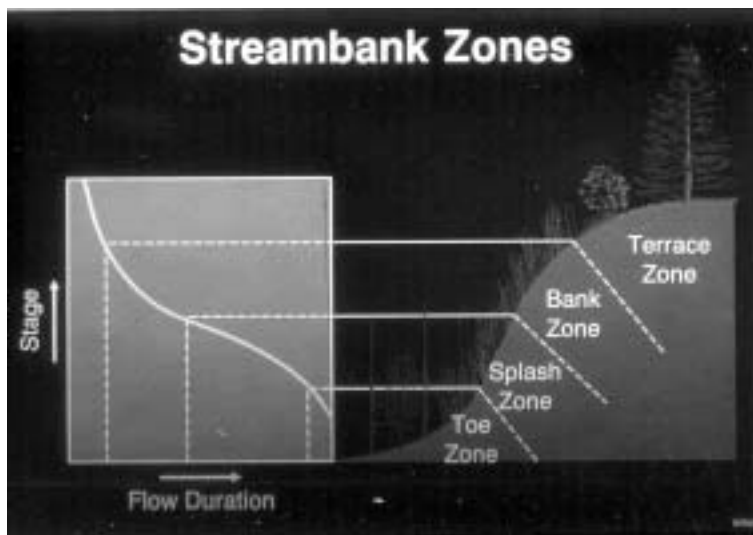 Streambank Zones
Terrace
Zone
Bank
Zone
Splash
Zone
Toe
Zone
Stage
Flow Duration